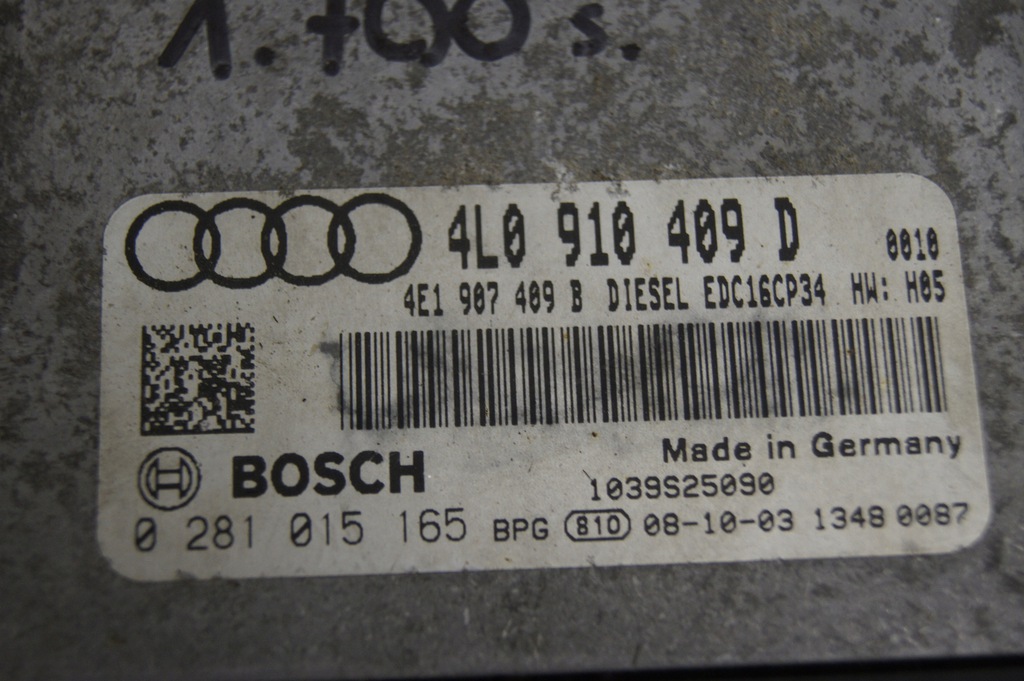 1.700 s.
4L0 910 409 D 0010
4E1 907 409 B DIESEL EDC16CP34 HW: H05
Made in Germany
BOSCH 1039S25090
0 281 015 165 BPG 810 08-10-03 1348 0087